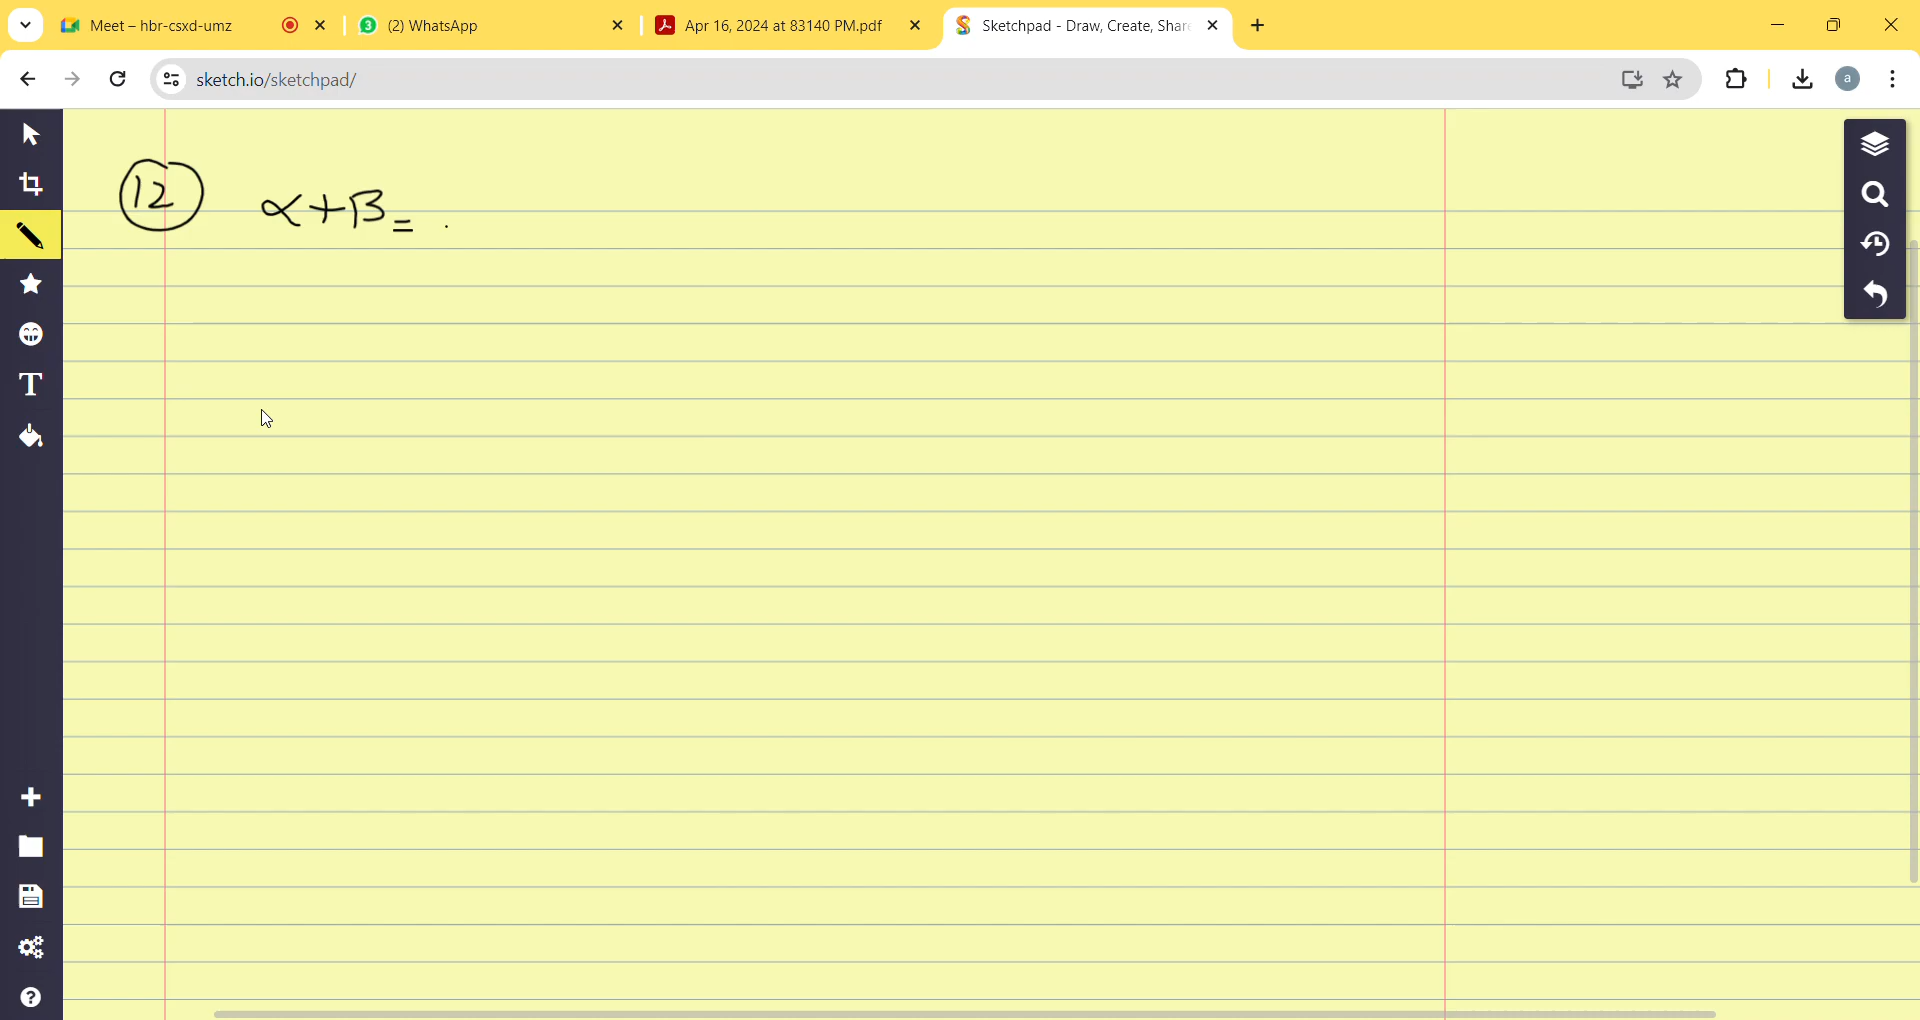 Meet – hbr-csxd-umz
(2) WhatsApp
Apr 16, 2024 at 83140 PM.pdf
Sketchpad - Draw, Create, Shar
sketch.io/sketchpad/
a
12 α+β =
T